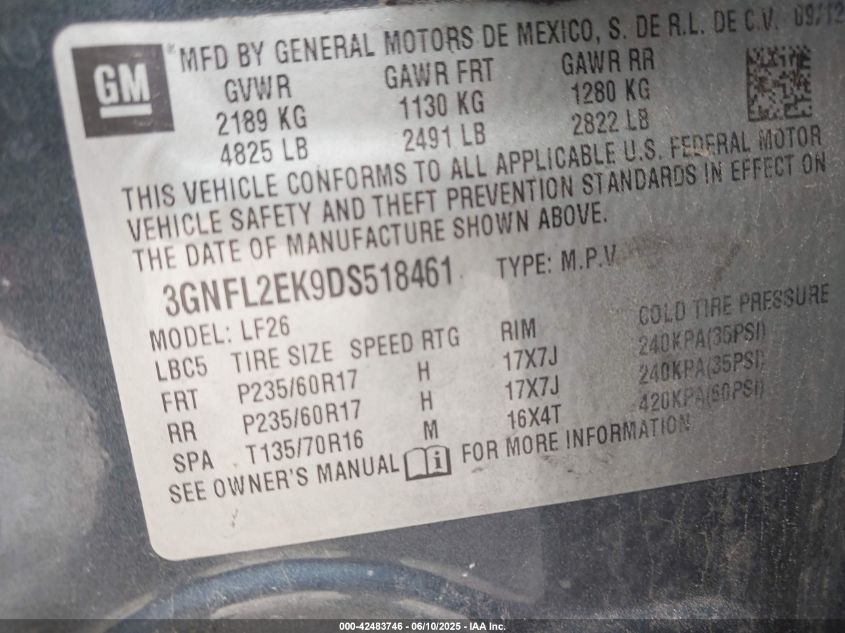 GM
MFD BY GENERAL MOTORS DE MEXICO, S. DE R.L. DE C.V. 09/12
GVWR GAWR FRT GAWR RR
2189 KG 1130 KG 1280 KG
4825 LB 2491 LB 2822 LB
THIS VEHICLE CONFORMS TO ALL APPLICABLE U.S. FEDERAL MOTOR
VEHICLE SAFETY AND THEFT PREVENTION STANDARDS IN EFFECT ON
THE DATE OF MANUFACTURE SHOWN ABOVE.
3GNFL2EK9DS518461 TYPE: M.P.V
MODEL: LF26
LBC5 TIRE SIZE SPEED RTG RIM COLD TIRE PRESSURE
FRT P235/60R17 H 17X7J 240KPA(35PSI)
RR P235/60R17 H 17X7J 240KPA(35PSI)
SPA T135/70R16 M 16X4T 420KPA(60PSI)
SEE OWNER'S MANUAL FOR MORE INFORMATION
000-42483746 - 06/10/2025 - IAA Inc.